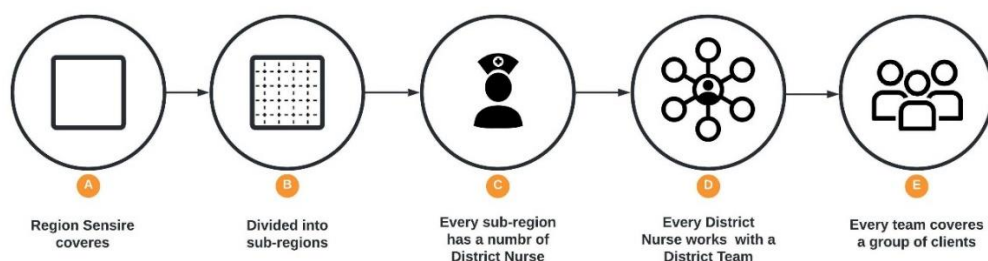 A
B
C
D
E
Region Sensire
coveres
Divided into
sub-regions
Every sub-region
has a numbr of
District Nurse
Every District
Nurse works with a
District Team
Every team coveres
a group of clients